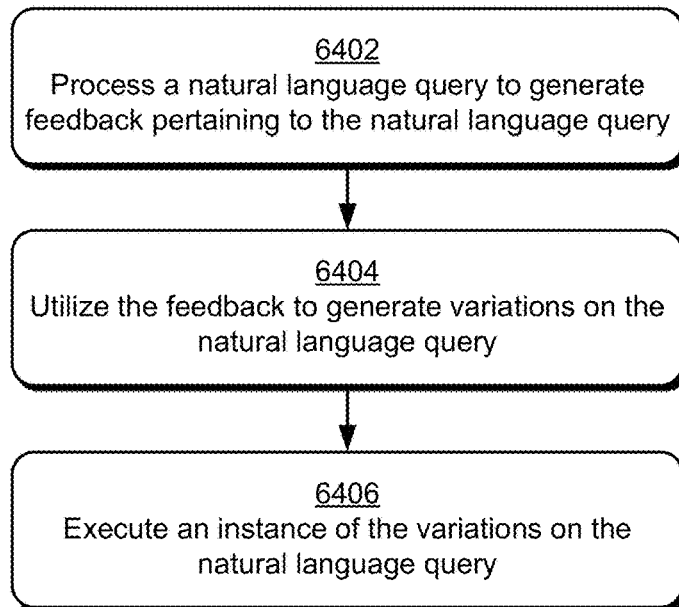 6402
Process a natural language query to generate
feedback pertaining to the natural language query
6404
Utilize the feedback to generate variations on the
natural language query
6406
Execute an instance of the variations on the
natural language query